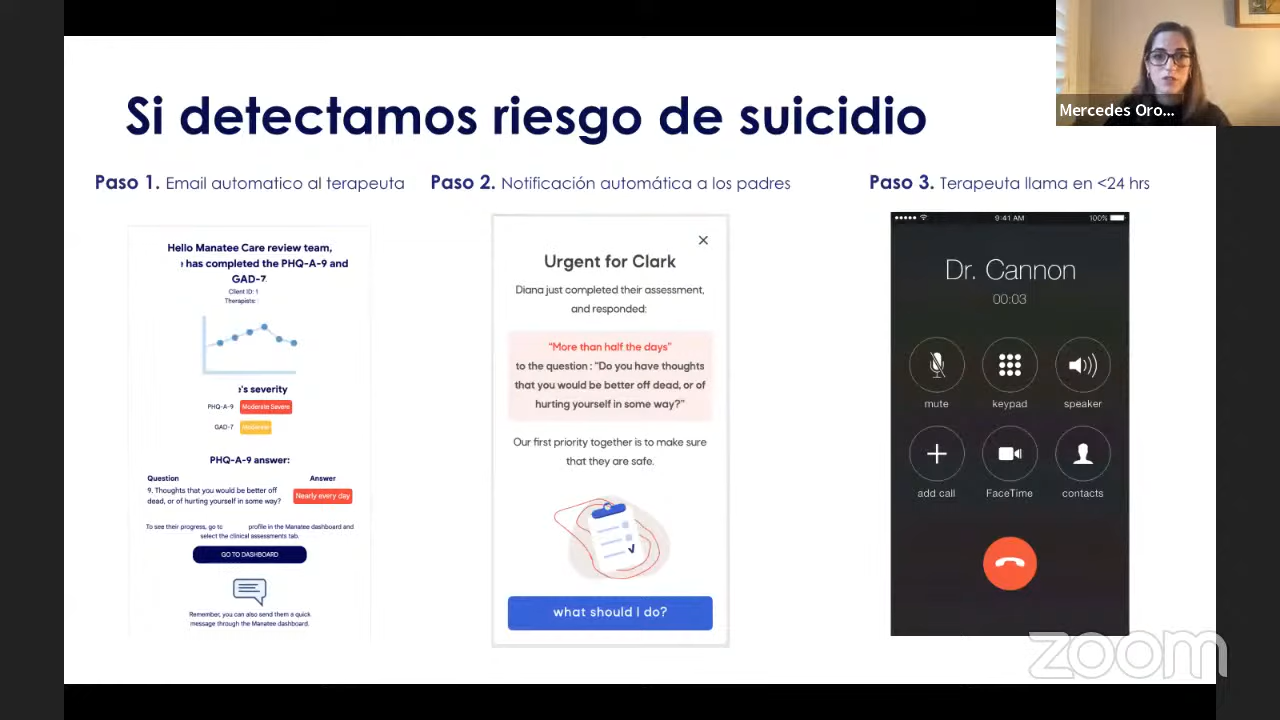 Si detectamos riesgo de suicidio
Mercedes Oro...
Paso 1. Email automatico al terapeuta
Paso 2. Notificación automática a los padres
Paso 3. Terapeuta llama en <24 hrs
Hello Manatee Care review team,
has completed the PHQ-A-9 and
GAD-7.
Client ID: 1
Therapists:
's severity
PHQ-A-9 Moderate Severe
GAD-7 Moderate
PHQ-A-9 answer:
Question Answer
9. Thoughts that you would be better off
dead, or of hurting yourself in some way?
Nearly every day
To see their progress, go to profile in the Manatee dashboard and
select the clinical assessments tab.
GO TO DASHBOARD
Remember, you can also send them a quick
message through the Manatee dashboard.
Urgent for Clark
Diana just completed their assessment,
and responded:
“More than half the days”
to the question : “Do you have thoughts
that you would be better off dead, or of
hurting yourself in some way?”
Our first priority together is to make sure
that they are safe.
what should I do?
9:41 AM 100%
Dr. Cannon
00:03
mute keypad speaker
add call FaceTime contacts
zoom